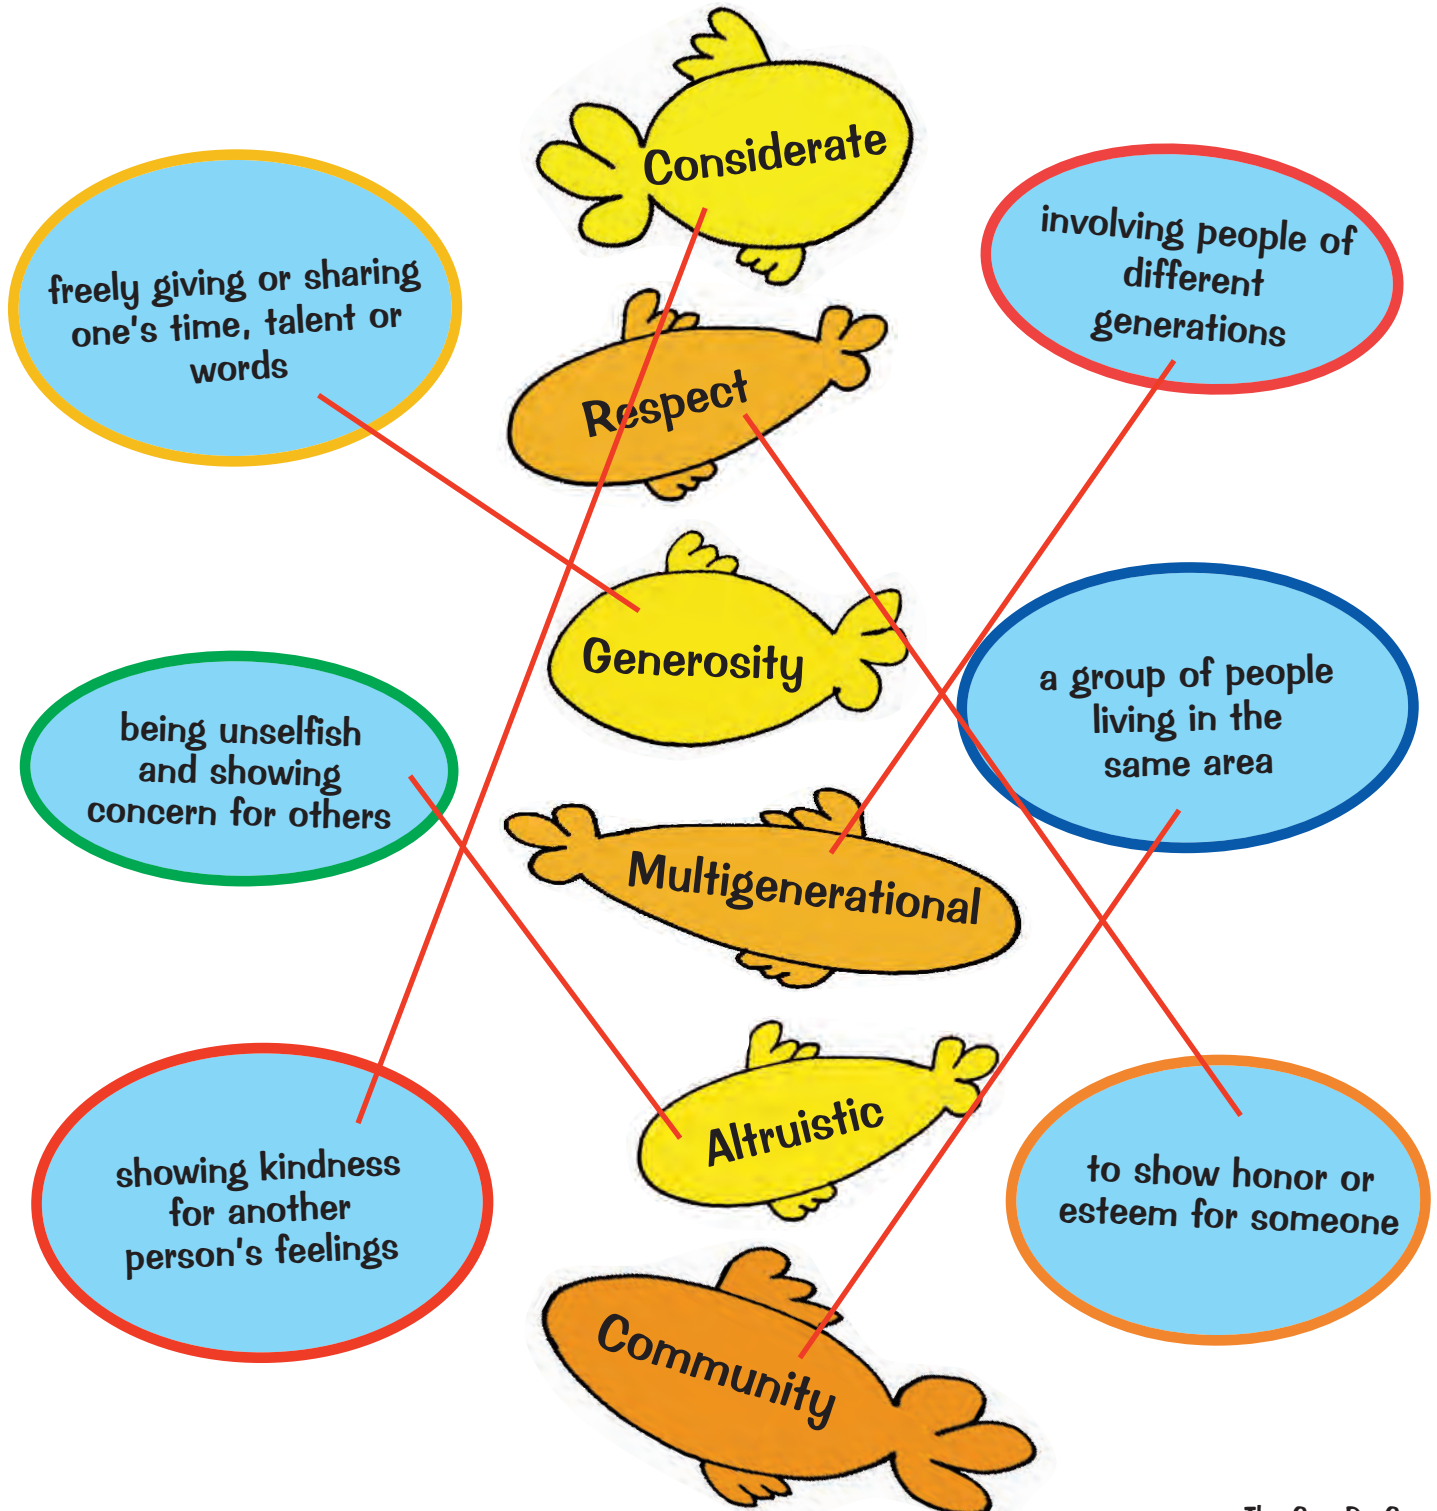 Considerate
freely giving or sharing
one's time, talent or
words
involving people of
different
generations
Respect
Generosity
being unselfish
and showing
concern for others
a group of people
living in the
same area
Multigenerational
Altruistic
showing kindness
for another
person's feelings
to show honor or
esteem for someone
Community